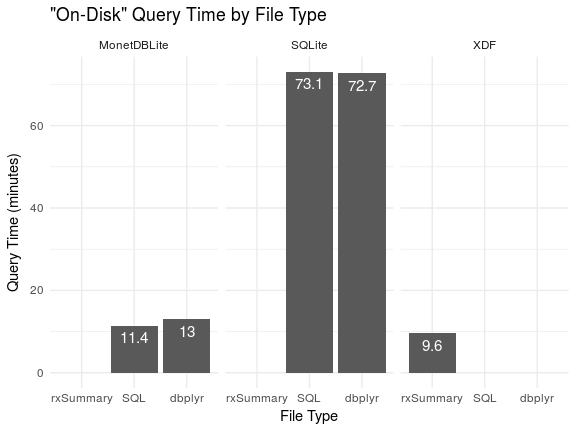 "On-Disk" Query Time by File Type
MonetDBLite SQLite XDF
Query Time (minutes)
60
40
20
0
11.4
13
73.1
72.7
9.6
rxSummary SQL dbplyr rxSummary SQL dbplyr rxSummary SQL dbplyr
File Type